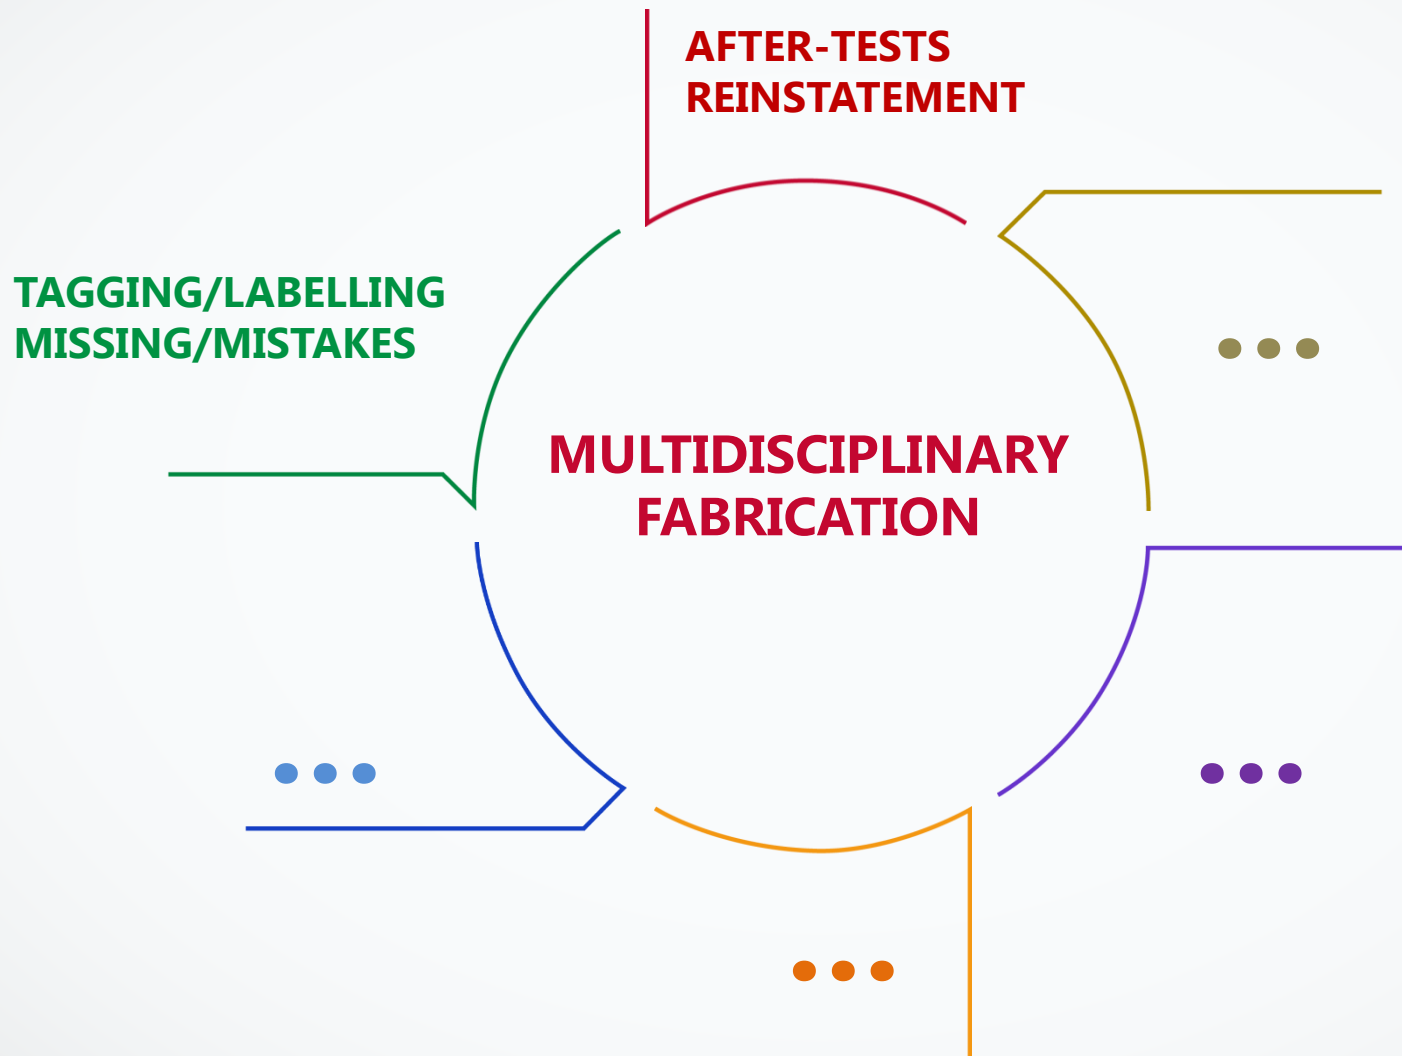 AFTER-TESTS
REINSTATEMENT
TAGGING/LABELLING
MISSING/MISTAKES
MULTIDISCIPLINARY
FABRICATION